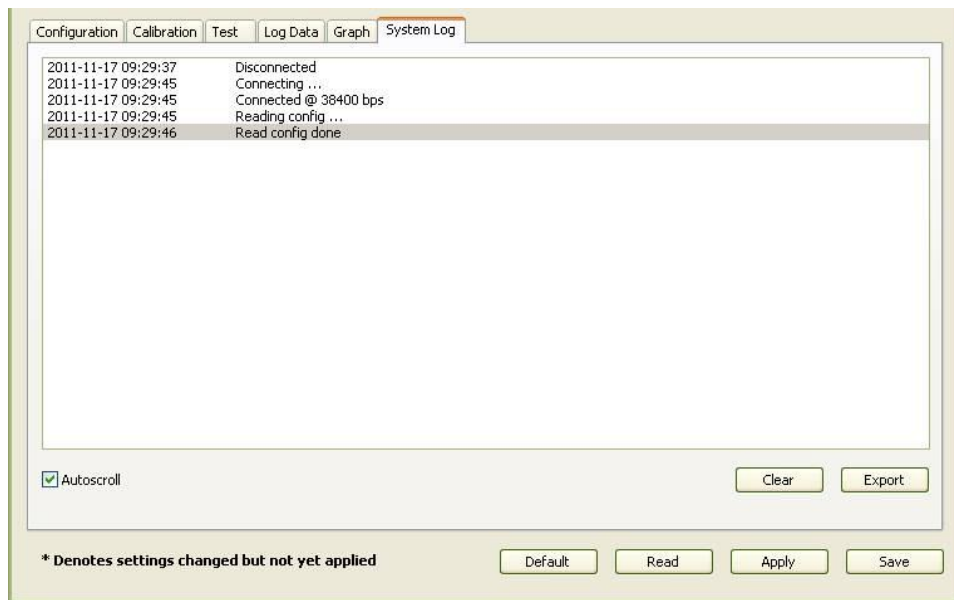 Configuration Calibration Test Log Data Graph System Log
2011-11-17 09:29:37 Disconnected
2011-11-17 09:29:45 Connecting ...
2011-11-17 09:29:45 Connected @ 38400 bps
2011-11-17 09:29:45 Reading config ...
2011-11-17 09:29:46 Read config done
Autoscroll Clear Export
* Denotes settings changed but not yet applied Default Read Apply Save